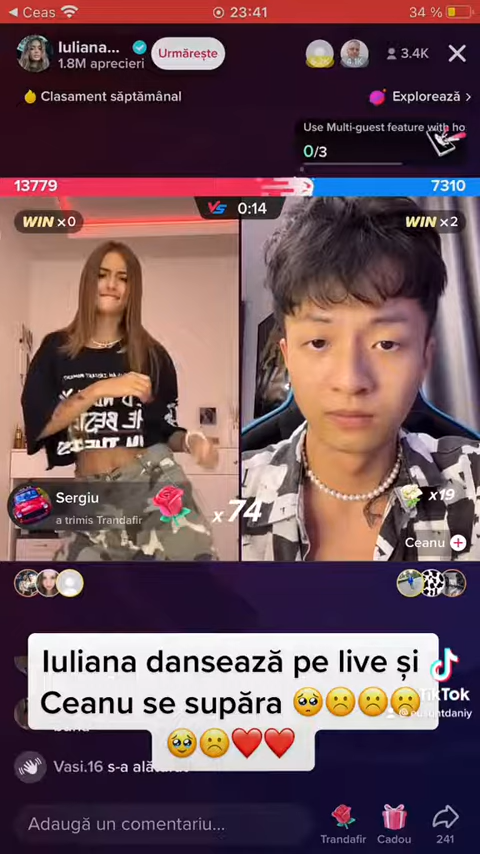 Ceas
23:41
34 %
Iuliana...
1.8M aprecieri
Urmărește
3.4K
Clasament săptămânal
Explorează
Use Multi-guest feature with ho
0/3
13779
7310
VS 0:14
WIN x0
WIN x2
Sergiu
a trimis Trandafir
x74
x19
Ceanu
Iuliana dansează pe live și
Ceanu se supăra 🥺☹️☹️☹️
🥺☹️❤️❤️
TikTok
Vasi.16 s-a alăturat
Adaugă un comentariu...
Trandafir
Cadou
241